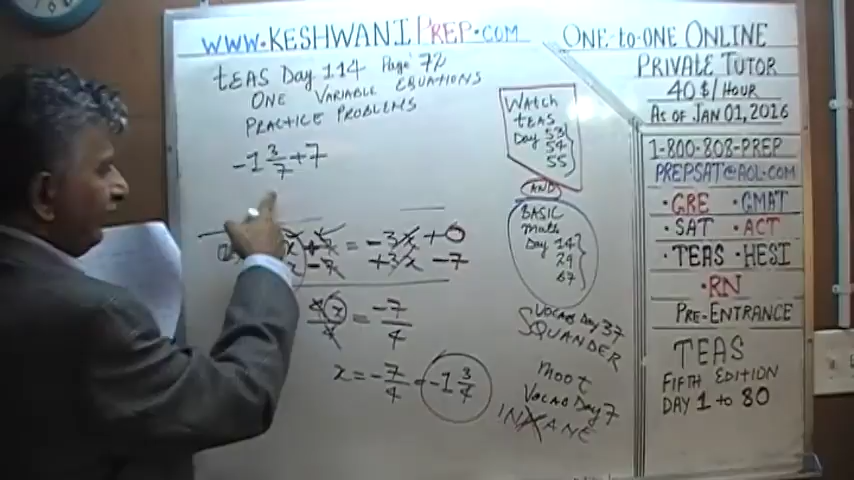 WWW.KESHWANIPREP.COM
TEAS Day 114 Page 72
ONE VARIABLE EQUATIONS
PRACTICE PROBLEMS
-1 3/7 +7
x + 7 = -3x + 0
x - 7 +3x - 7
4x/4 = -7/4
x = -7/4 = -1 3/4
WATCH
TEAS
Day 53
54
55
AND
BASIC
Math
Day 14
29
67
VOCAB DAY 37
SQUANDER
MOOT
VOCAB DAY 7
INANE
ONE-TO-ONE ONLINE
PRIVATE TUTOR
40 $/HOUR
AS OF JAN 01, 2016
1-800-808-PREP
PREPSAT@AOL.COM
•GRE •GMAT
•SAT •ACT
•TEAS •HESI
•RN
PRE-ENTRANCE
TEAS
FIFTH EDITION
DAY 1 TO 80